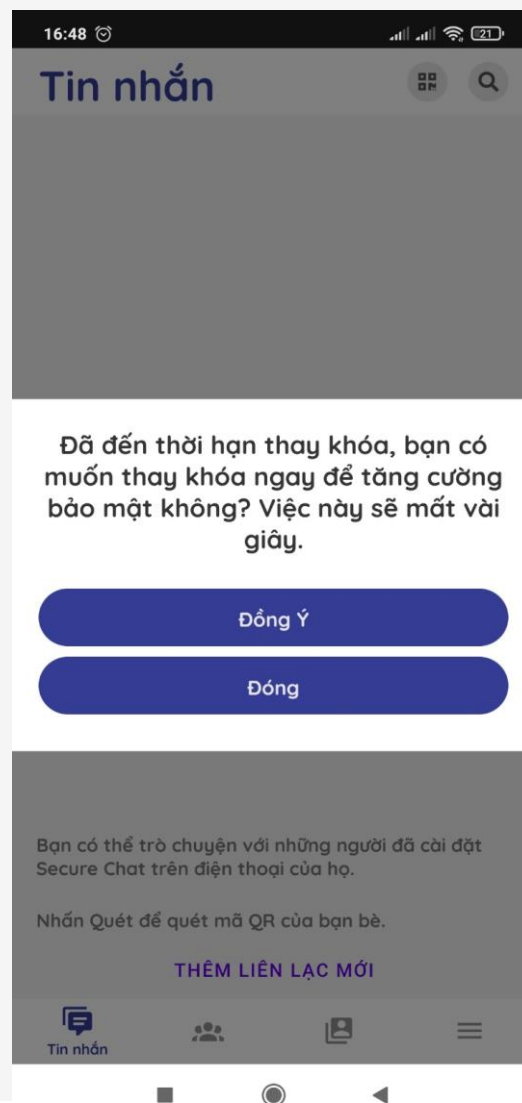 16:48
21
Tin nhắn
Đã đến thời hạn thay khóa, bạn có
muốn thay khóa ngay để tăng cường
bảo mật không? Việc này sẽ mất vài
giây.
Đồng Ý
Đóng
Bạn có thể trò chuyện với những người đã cài đặt
Secure Chat trên điện thoại của họ.
Nhấn Quét để quét mã QR của bạn bè.
THÊM LIÊN LẠC MỚI
Tin nhắn